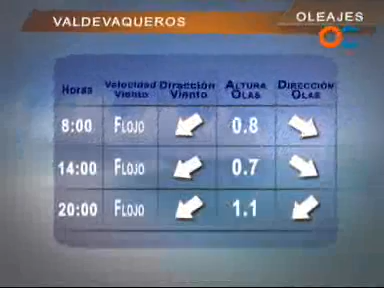 VALDEVAQUEROS
OLEAJES
Horas Velocidad Viento Dirección Viento Altura Olas Dirección Olas
8:00 Flojo 0.8
14:00 Flojo 0.7
20:00 Flojo 1.1